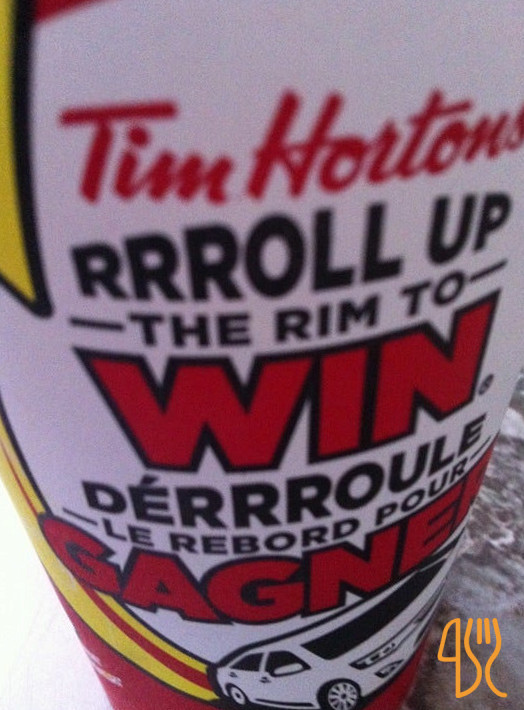 Tim Hortons
RRROLL UP
THE RIM TO
WIN®
DÉRRROULE
LE REBORD POUR
GAGNER